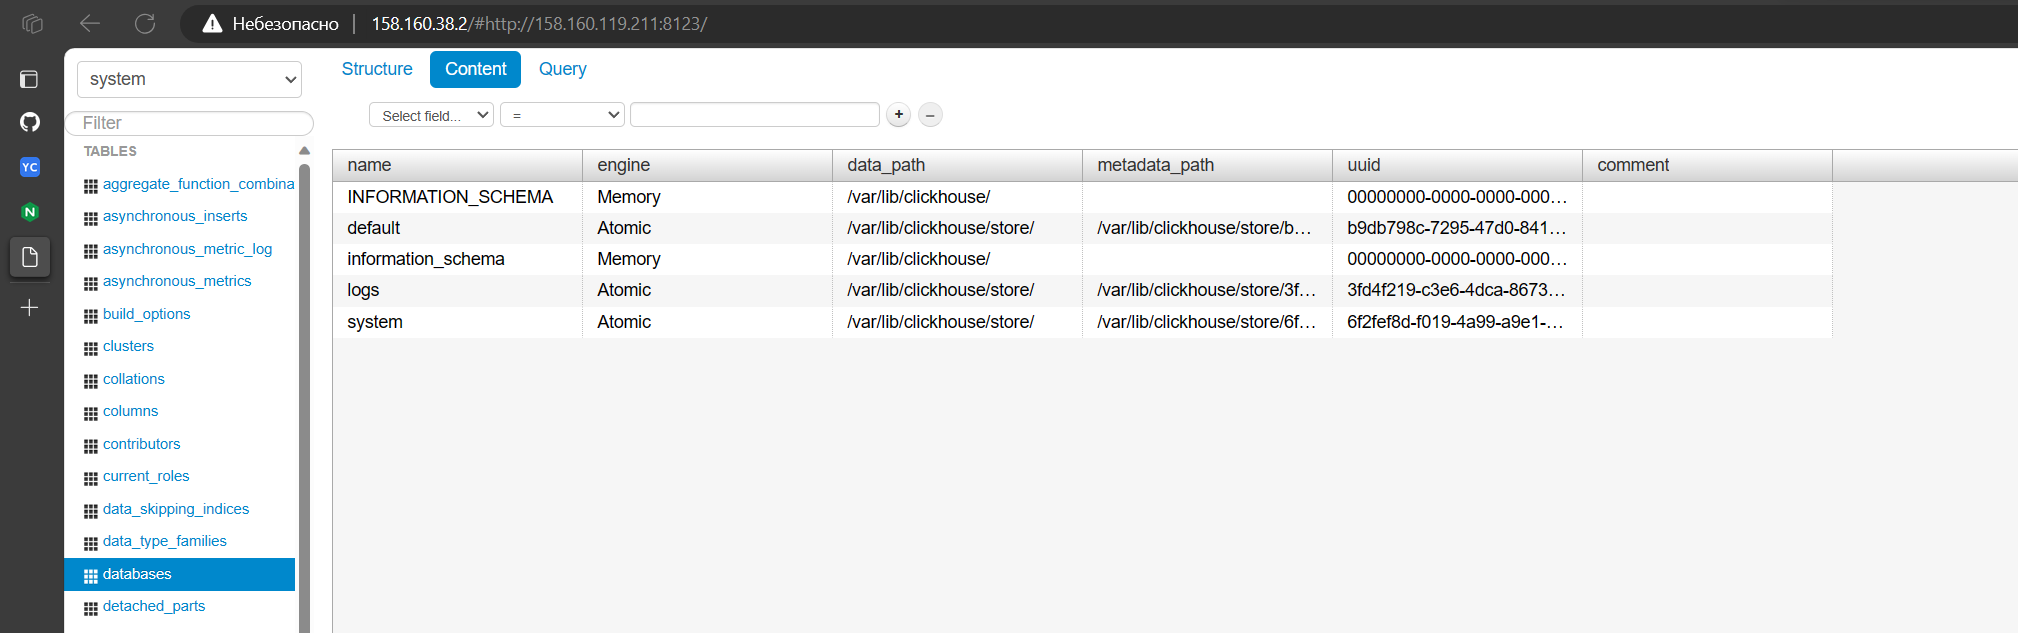 Небезопасно 158.160.38.2/#http://158.160.119.211:8123/
system
Structure Content Query
Filter
Select field... = + −
TABLES
aggregate_function_combina
asynchronous_inserts
asynchronous_metric_log
asynchronous_metrics
build_options
clusters
collations
columns
contributors
current_roles
data_skipping_indices
data_type_families
databases
detached_parts
name engine data_path metadata_path uuid comment
INFORMATION_SCHEMA Memory /var/lib/clickhouse/ 00000000-0000-0000-000...
default Atomic /var/lib/clickhouse/store/ /var/lib/clickhouse/store/b... b9db798c-7295-47d0-841...
information_schema Memory /var/lib/clickhouse/ 00000000-0000-0000-000...
logs Atomic /var/lib/clickhouse/store/ /var/lib/clickhouse/store/3f... 3fd4f219-c3e6-4dca-8673...
system Atomic /var/lib/clickhouse/store/ /var/lib/clickhouse/store/6f... 6f2fef8d-f019-4a99-a9e1-...
YC
N